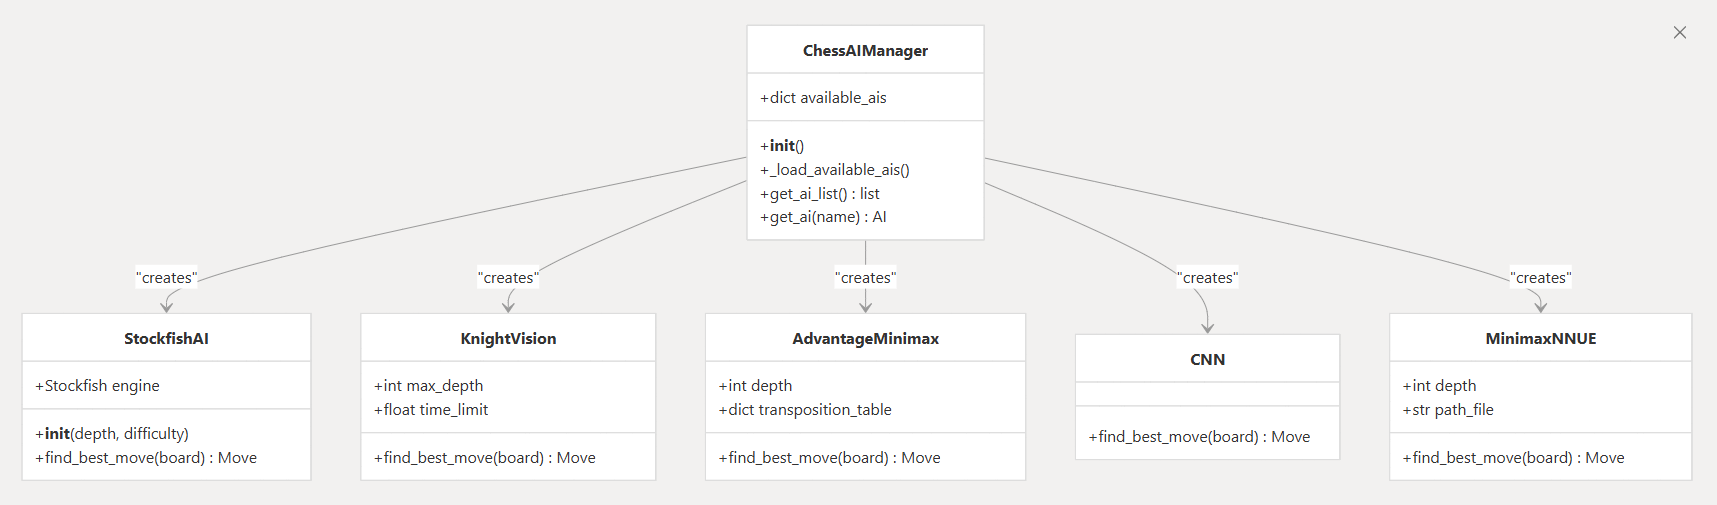 ChessAIManager
+dict available_ais
+init()
+_load_available_ais()
+get_ai_list() : list
+get_ai(name) : AI
"creates"
"creates"
"creates"
"creates"
"creates"
StockfishAI
+Stockfish engine
+init(depth, difficulty)
+find_best_move(board) : Move
KnightVision
+int max_depth
+float time_limit
+find_best_move(board) : Move
AdvantageMinimax
+int depth
+dict transposition_table
+find_best_move(board) : Move
CNN
+find_best_move(board) : Move
MinimaxNNUE
+int depth
+str path_file
+find_best_move(board) : Move